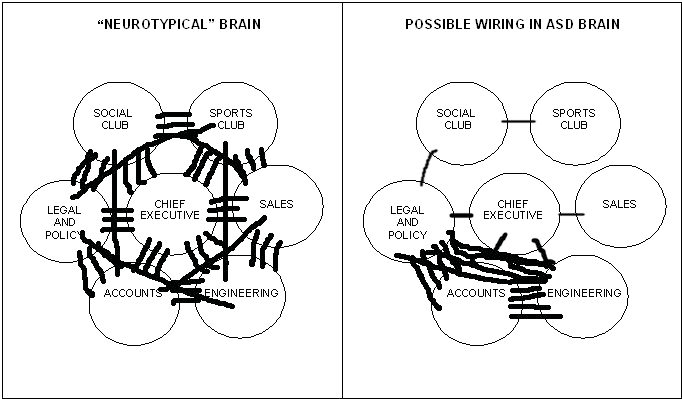 “NEUROTYPICAL” BRAIN
SOCIAL
CLUB
SPORTS
CLUB
LEGAL
AND
POLICY
CHIEF
EXECUTIVE
SALES
ACCOUNTS
ENGINEERING
POSSIBLE WIRING IN ASD BRAIN
SOCIAL
CLUB
SPORTS
CLUB
LEGAL
AND
POLICY
CHIEF
EXECUTIVE
SALES
ACCOUNTS
ENGINEERING